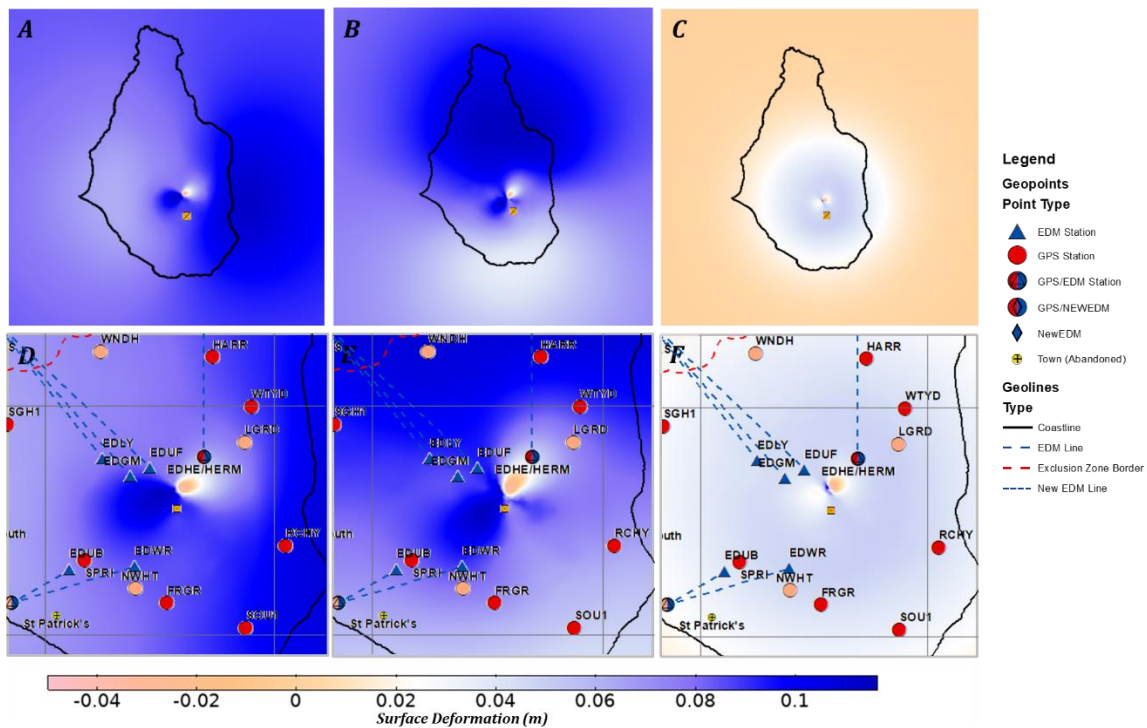 A
B
C
D
WNDH
HARR
S
SGH1
WTYD
LGRD
EDLY
EDGM
EDUF
EDHE/HERM
RCHY
outh
EDUB
SPRI
EDWR
NWHT
FRGR
St Patrick's
SOU1
E
WNDH
HARR
SGH1
WTYD
LGRD
EDLY
EDGM
EDUF
EDHE/HERM
RCHY
EDUB
SPRI
EDWR
NWHT
FRGR
St Patrick's
SOU1
F
WNDH
HARR
SGH1
WTYD
LGRD
EDLY
EDGM
EDUF
EDHE/HERM
RCHY
outh
EDUB
SPRI
EDWR
NWHT
FRGR
St Patrick's
SOU1
-0.04
-0.02
0
0.02
0.04
0.06
0.08
0.1
Surface Deformation (m)
Legend
Geopoints
Point Type
EDM Station
GPS Station
GPS/EDM Station
GPS/NEWEDM
NewEDM
Town (Abandoned)
Geolines
Type
Coastline
EDM Line
Exclusion Zone Border
New EDM Line